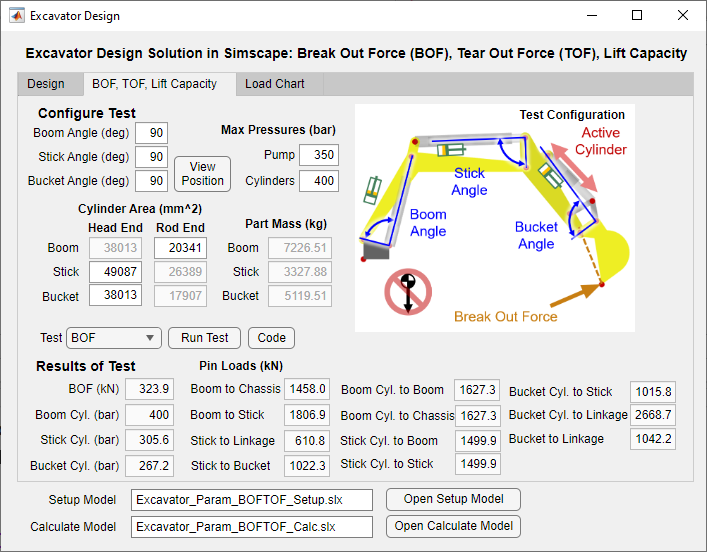 Excavator Design
Excavator Design Solution in Simscape: Break Out Force (BOF), Tear Out Force (TOF), Lift Capacity
Design BOF, TOF, Lift Capacity Load Chart
Configure Test
Boom Angle (deg) 90
Stick Angle (deg) 90
Bucket Angle (deg) 90
View
Position
Max Pressures (bar)
Pump 350
Cylinders 400
Cylinder Area (mm^2)
Head End Rod End
Boom 38013 20341
Stick 49087 26389
Bucket 38013 17907
Part Mass (kg)
Boom 7226.51
Stick 3327.88
Bucket 5119.51
Test Configuration
Active
Cylinder
Stick
Angle
Boom
Angle
Bucket
Angle
Break Out Force
Test BOF Run Test Code
Results of Test
BOF (kN) 323.9
Boom Cyl. (bar) 400
Stick Cyl. (bar) 305.6
Bucket Cyl. (bar) 267.2
Pin Loads (kN)
Boom to Chassis 1458.0
Boom to Stick 1806.9
Stick to Linkage 610.8
Stick to Bucket 1022.3
Boom Cyl. to Boom 1627.3
Boom Cyl. to Chassis 1627.3
Stick Cyl. to Boom 1499.9
Stick Cyl. to Stick 1499.9
Bucket Cyl. to Stick 1015.8
Bucket Cyl. to Linkage 2668.7
Bucket to Linkage 1042.2
Setup Model Excavator_Param_BOFTOF_Setup.slx Open Setup Model
Calculate Model Excavator_Param_BOFTOF_Calc.slx Open Calculate Model